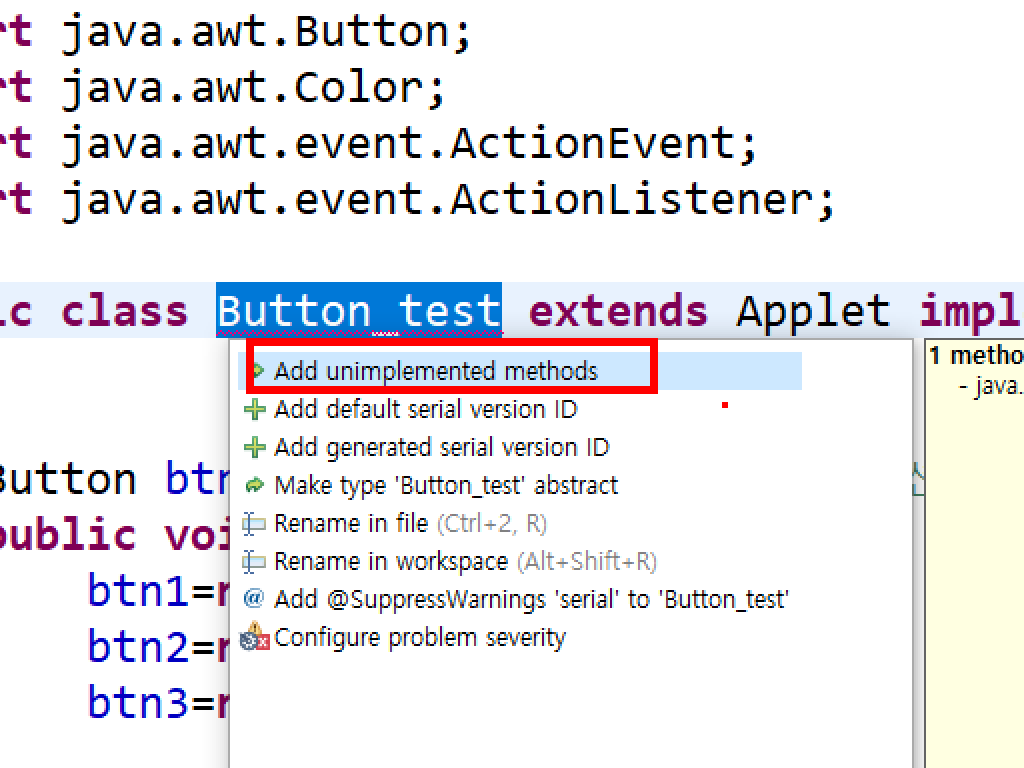 rt java.awt.Button;
rt java.awt.Color;
rt java.awt.event.ActionEvent;
rt java.awt.event.ActionListener;
ic class Button_test extends Applet impl
Add unimplemented methods
Add default serial version ID
Add generated serial version ID
Make type 'Button_test' abstract
Rename in file (Ctrl+2, R)
Rename in workspace (Alt+Shift+R)
@ Add @SuppressWarnings 'serial' to 'Button_test'
Configure problem severity
1 metho
- java.
Button btn
public voi
btn1=
btn2=
btn3=